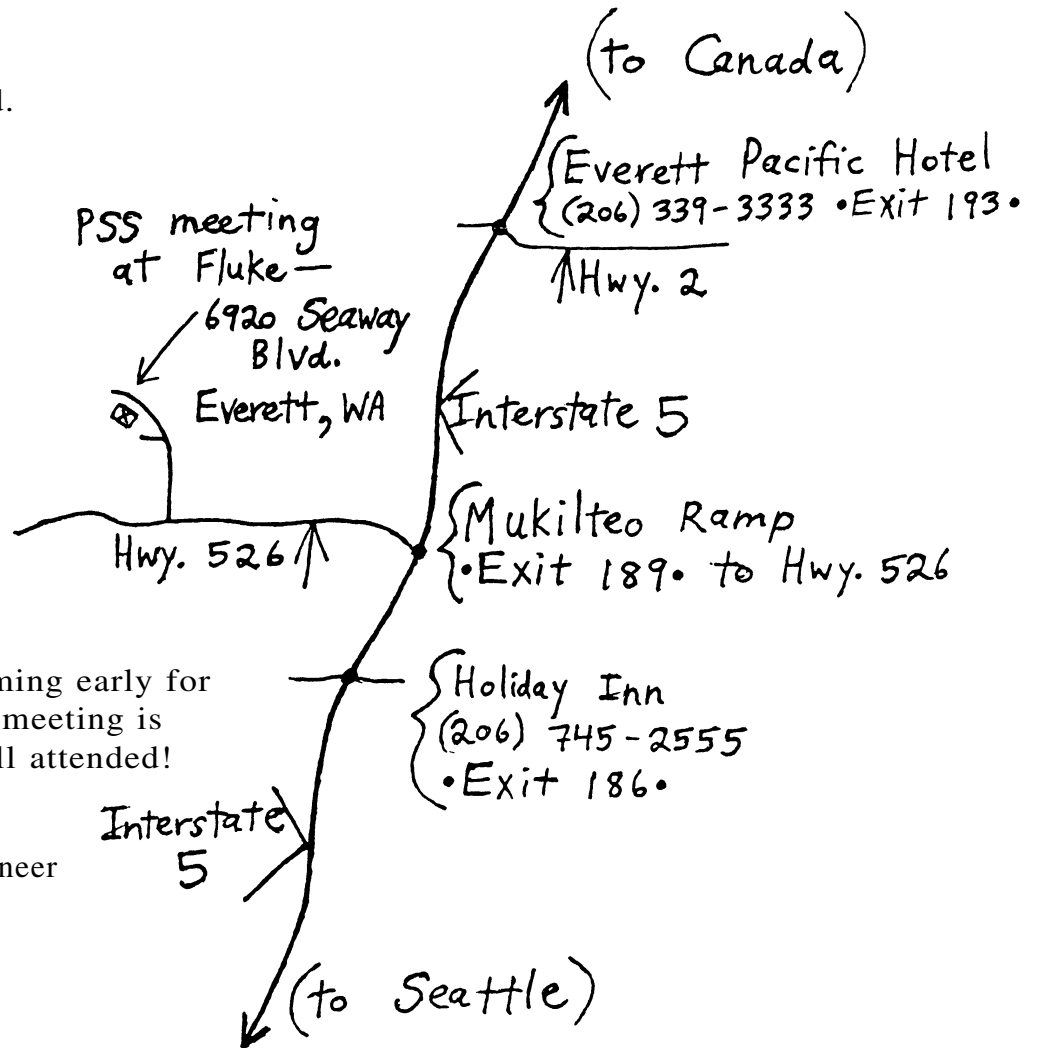 (to Canada)
d.
Everett Pacific Hotel
(206) 339-3333 •Exit 193•
PSS meeting
at Fluke—
6920 Seaway
Blvd.
Everett, WA
Hwy. 2
Interstate 5
Mukilteo Ramp
•Exit 189• to Hwy. 526
Hwy. 526
ming early for
meeting is
ll attended!
Holiday Inn
(206) 745-2555
•Exit 186•
Interstate
5
neer
(to Seattle)